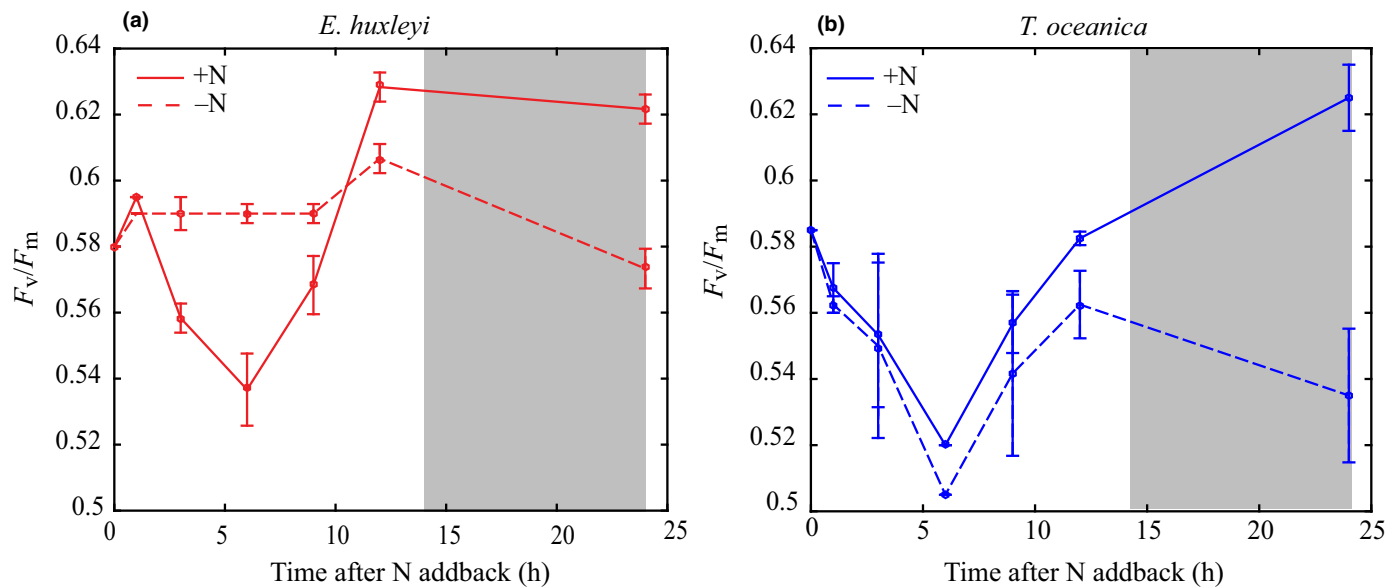 (a) E. huxleyi
0.64
0.62
0.6
0.58
0.56
0.54
0.52
0.5
Fv/Fm
+N
–N
0 5 10 15 20 25
Time after N addback (h)
(b) T. oceanica
0.64
0.62
0.6
0.58
0.56
0.54
0.52
0.5
Fv/Fm
+N
–N
0 5 10 15 20 25
Time after N addback (h)